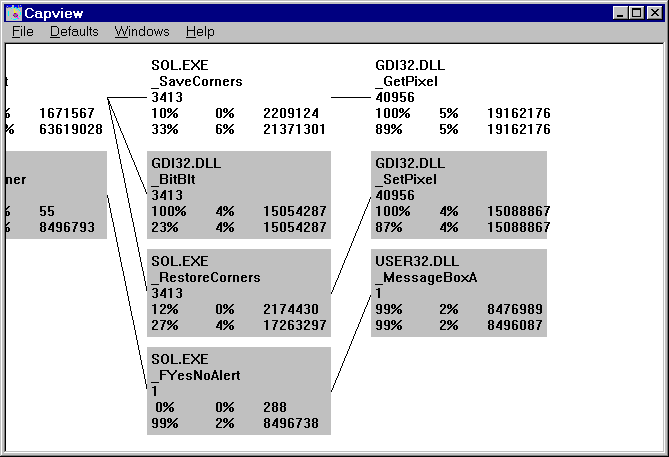 Capview
File Defaults Windows Help
SOL.EXE
_SaveCorners
3413
10% 0% 2209124
33% 6% 21371301
GDI32.DLL
_GetPixel
40956
100% 5% 19162176
89% 5% 19162176
t
% 1671567
% 63619028
GDI32.DLL
_BitBlt
3413
100% 4% 15054287
23% 4% 15054287
GDI32.DLL
_SetPixel
40956
100% 4% 15088867
87% 4% 15088867
ner
% 55
% 8496793
SOL.EXE
_RestoreCorners
3413
12% 0% 2174430
27% 4% 17263297
USER32.DLL
_MessageBoxA
1
99% 2% 8476989
99% 2% 8496087
SOL.EXE
_FYesNoAlert
1
0% 0% 288
99% 2% 8496738